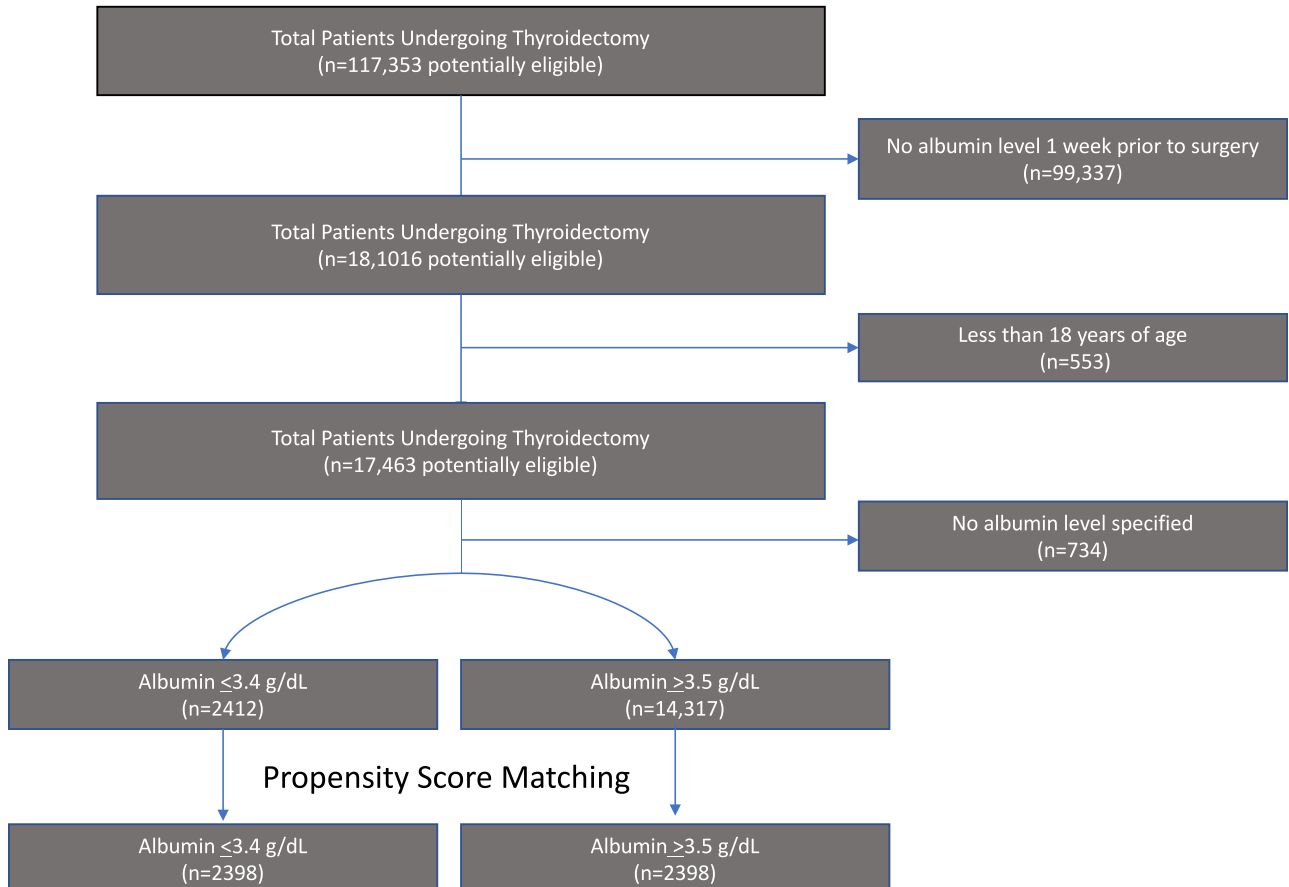 Total Patients Undergoing Thyroidectomy
(n=117,353 potentially eligible)
No albumin level 1 week prior to surgery
(n=99,337)
Total Patients Undergoing Thyroidectomy
(n=18,1016 potentially eligible)
Less than 18 years of age
(n=553)
Total Patients Undergoing Thyroidectomy
(n=17,463 potentially eligible)
No albumin level specified
(n=734)
Albumin ≤3.4 g/dL
(n=2412)
Albumin ≥3.5 g/dL
(n=14,317)
Propensity Score Matching
Albumin ≤3.4 g/dL
(n=2398)
Albumin ≥3.5 g/dL
(n=2398)